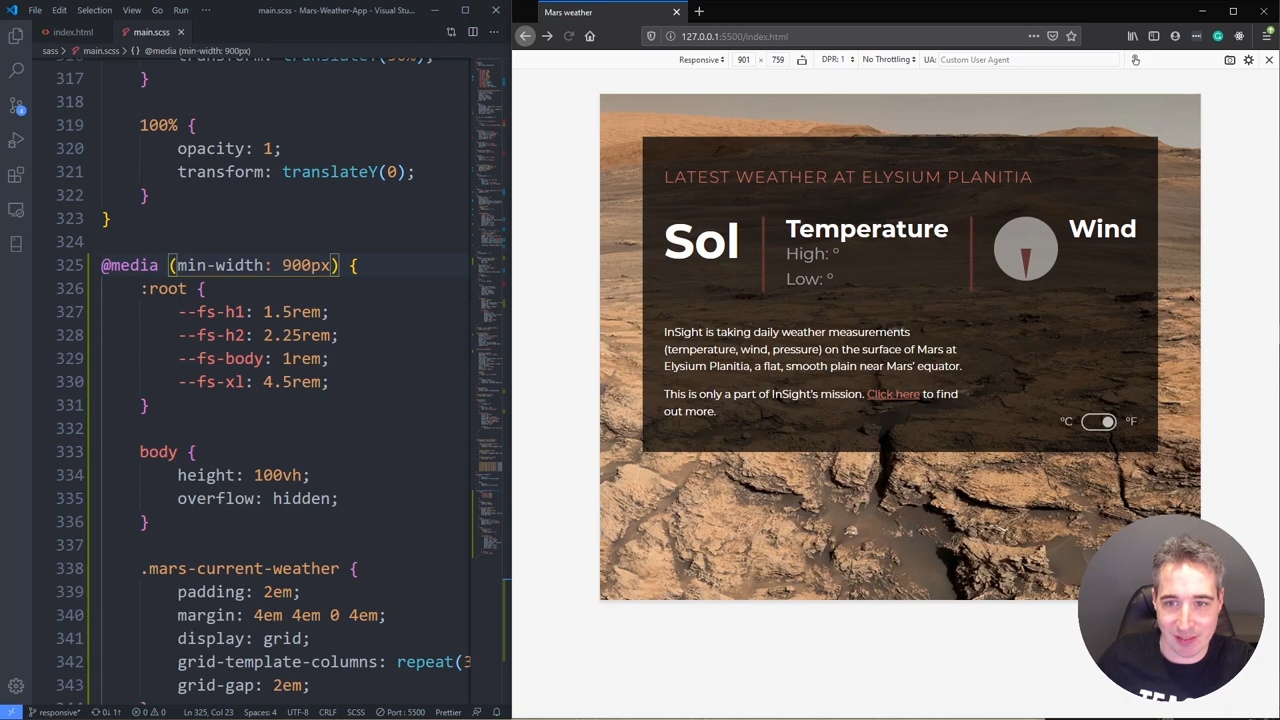 File Edit Selection View Go Run ··· main.scss - Mars-Weather-App - Visual Stu...
index.html main.scss
sass > main.scss > {} @media (min-width: 900px)
316
317 }
318
319 100% {
320 opacity: 1;
321 transform: translateY(0);
322 }
323 }
324
325 @media (min-width: 900px) {
326 :root {
327 --fs-h1: 1.5rem;
328 --fs-h2: 2.25rem;
329 --fs-body: 1rem;
330 --fs-xl: 4.5rem;
331 }
332
333 body {
334 height: 100vh;
335 overflow: hidden;
336 }
337
338 .mars-current-weather {
339 padding: 2em;
340 margin: 4em 4em 0 4em;
341 display: grid;
342 grid-template-columns: repeat(3
343 grid-gap: 2em;
responsive* 0↓ 1↑ 0 0 Ln 325, Col 23 Spaces: 4 UTF-8 CRLF SCSS Port : 5500 Prettier
Mars weather
127.0.0.1:5500/index.html
Responsive 901 × 759 DPR: 1 No Throttling UA: Custom User Agent
LATEST WEATHER AT ELYSIUM PLANITIA
Sol
Temperature
High: °
Low: °
Wind
InSight is taking daily weather measurements
(temperature, wind, pressure) on the surface of Mars at
Elysium Planitia, a flat, smooth plain near Mars' equator.
This is only a part of InSight's mission. Click here to find
out more.
°C °F